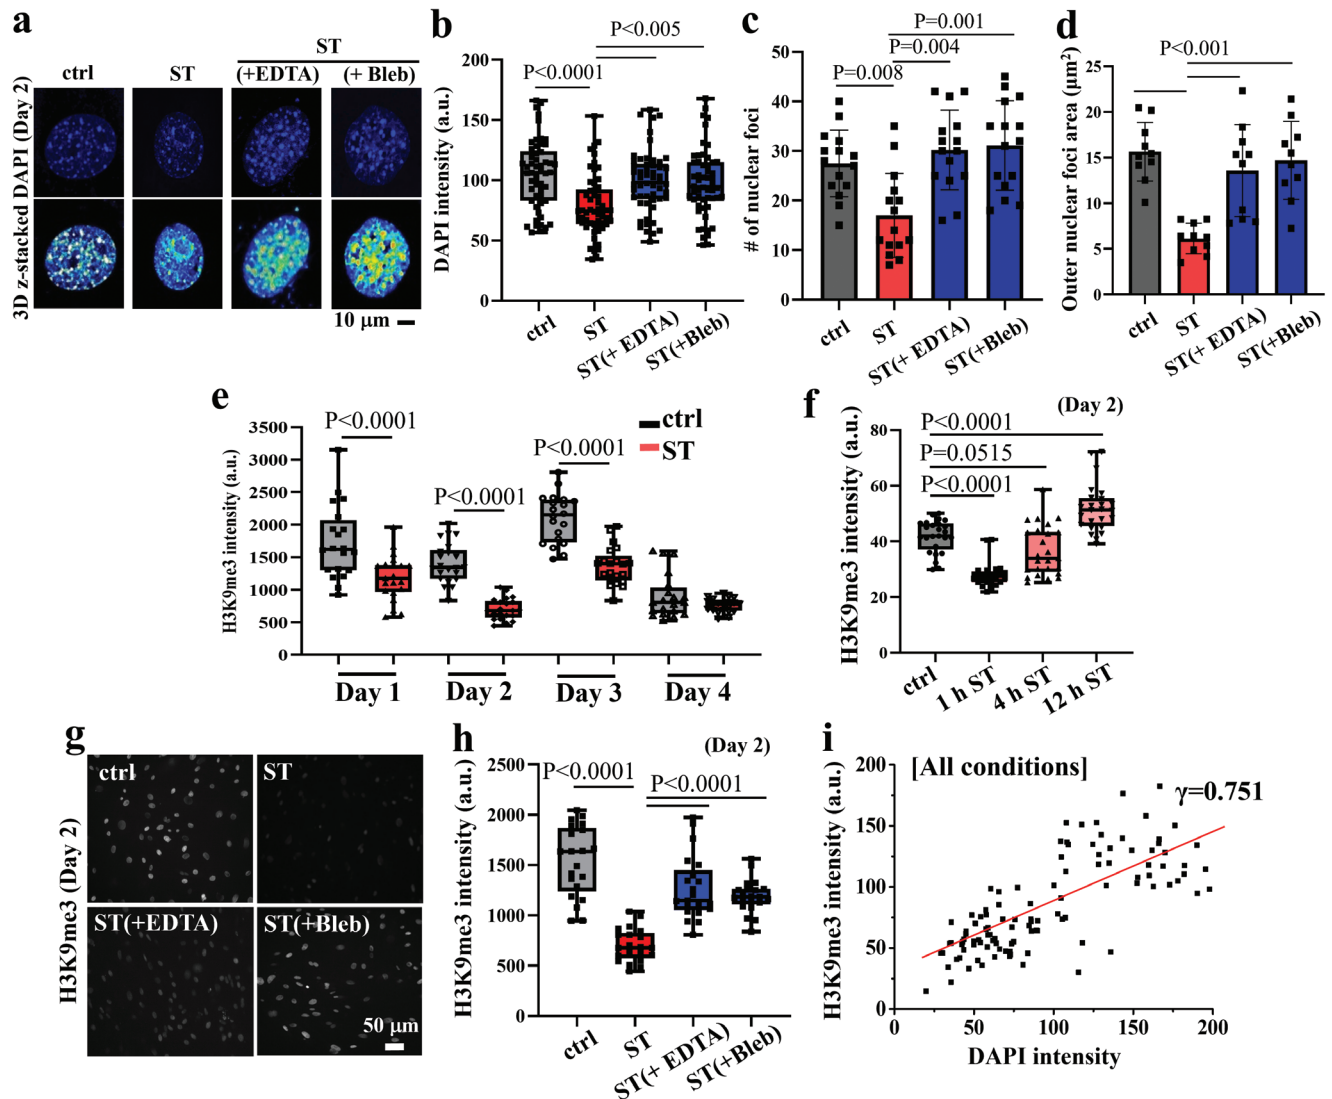 a
ST
ctrl
ST
(+EDTA)
(+ Bleb)
3D z-stacked DAPI (Day 2)
10 μm
b
P<0.005
P<0.0001
DAPI intensity (a.u.)
200
150
100
50
0
ctrl
ST
ST(+ EDTA)
ST(+Bleb)
c
P=0.001
P=0.004
P=0.008
# of nuclear foci
50
40
30
20
10
0
ctrl
ST
ST(+ EDTA)
ST(+Bleb)
d
P<0.001
Outer nuclear foci area (μm²)
25
20
15
10
5
0
ctrl
ST
ST(+ EDTA)
ST(+Bleb)
e
ctrl
ST
P<0.0001
P<0.0001
P<0.0001
H3K9me3 intensity (a.u.)
3500
3000
2500
2000
1500
1000
500
0
Day 1
Day 2
Day 3
Day 4
f
(Day 2)
P<0.0001
P=0.0515
P<0.0001
H3K9me3 intensity (a.u.)
80
60
40
20
0
ctrl
1 h ST
4 h ST
12 h ST
g
H3K9me3 (Day 2)
ctrl
ST
ST(+EDTA)
ST(+Bleb)
50 μm
h
(Day 2)
P<0.0001
P<0.0001
H3K9me3 intensity (a.u.)
2500
2000
1500
1000
500
0
ctrl
ST
ST(+ EDTA)
ST(+Bleb)
i
[All conditions]
γ=0.751
H3K9me3 intensity (a.u.)
200
150
100
50
0
0
50
100
150
200
DAPI intensity